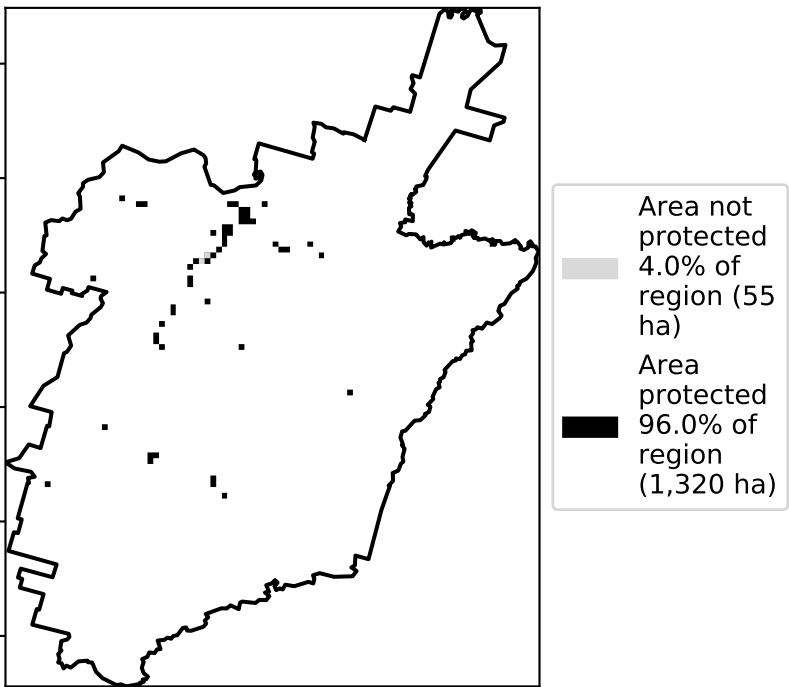 Area not
protected
4.0% of
region (55
ha)
Area
protected
96.0% of
region
(1,320 ha)